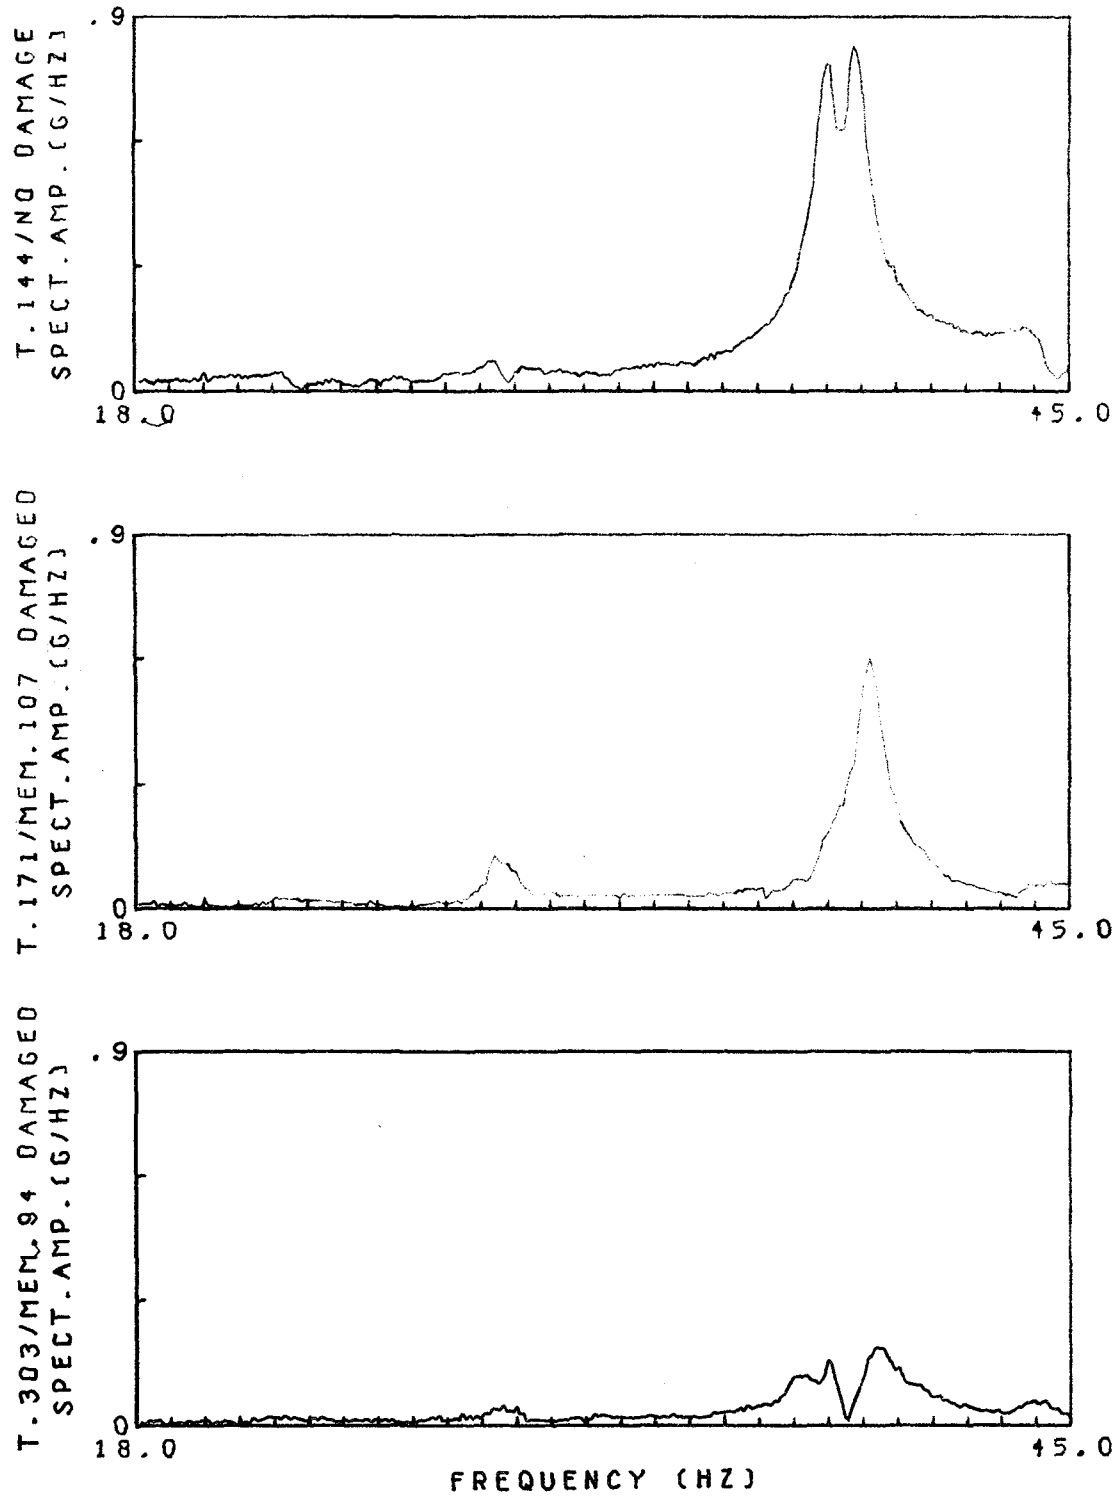 T.144/NO DAMAGE
SPECT.AMP.(G/HZ)
.9
0
18.0
45.0
T.171/MEM.107 DAMAGED
SPECT.AMP.(G/HZ)
.9
0
18.0
45.0
T.303/MEM.94 DAMAGED
SPECT.AMP.(G/HZ)
.9
0
18.0
45.0
FREQUENCY (HZ)